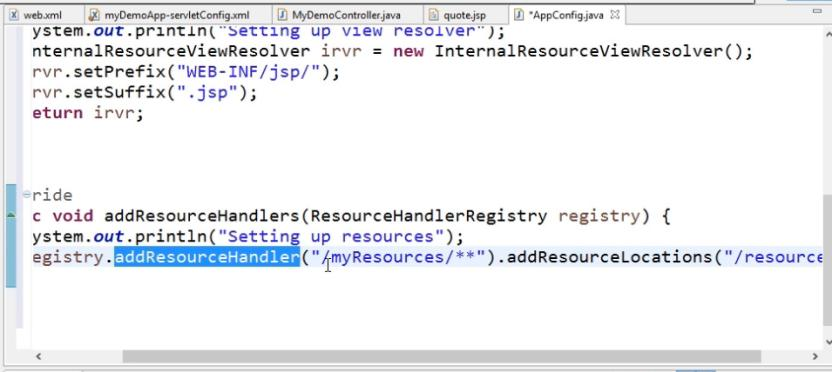 web.xml myDemoApp-servletConfig.xml MyDemoController.java quote.jsp *AppConfig.java
ystem.out.println("Setting up view resolver");
nternalResourceViewResolver irvr = new InternalResourceViewResolver();
rvr.setPrefix("WEB-INF/jsp/");
rvr.setSuffix(".jsp");
eturn irvr;
ride
c void addResourceHandlers(ResourceHandlerRegistry registry) {
ystem.out.println("Setting up resources");
egistry.addResourceHandler("/myResources/**").addResourceLocations("/resource